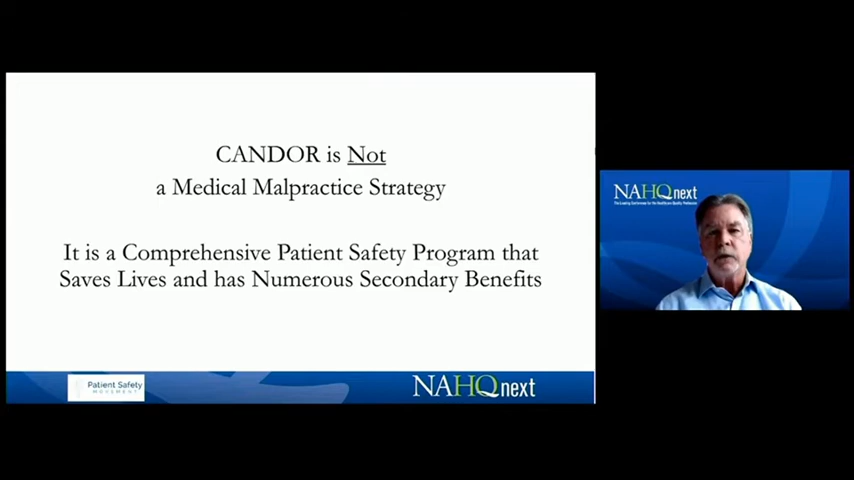 CANDOR is Not
a Medical Malpractice Strategy
It is a Comprehensive Patient Safety Program that
Saves Lives and has Numerous Secondary Benefits
Patient Safety
MOVEMENT
NAHQnext
NAHQnext
The Leading Conference for the Healthcare Quality Profession